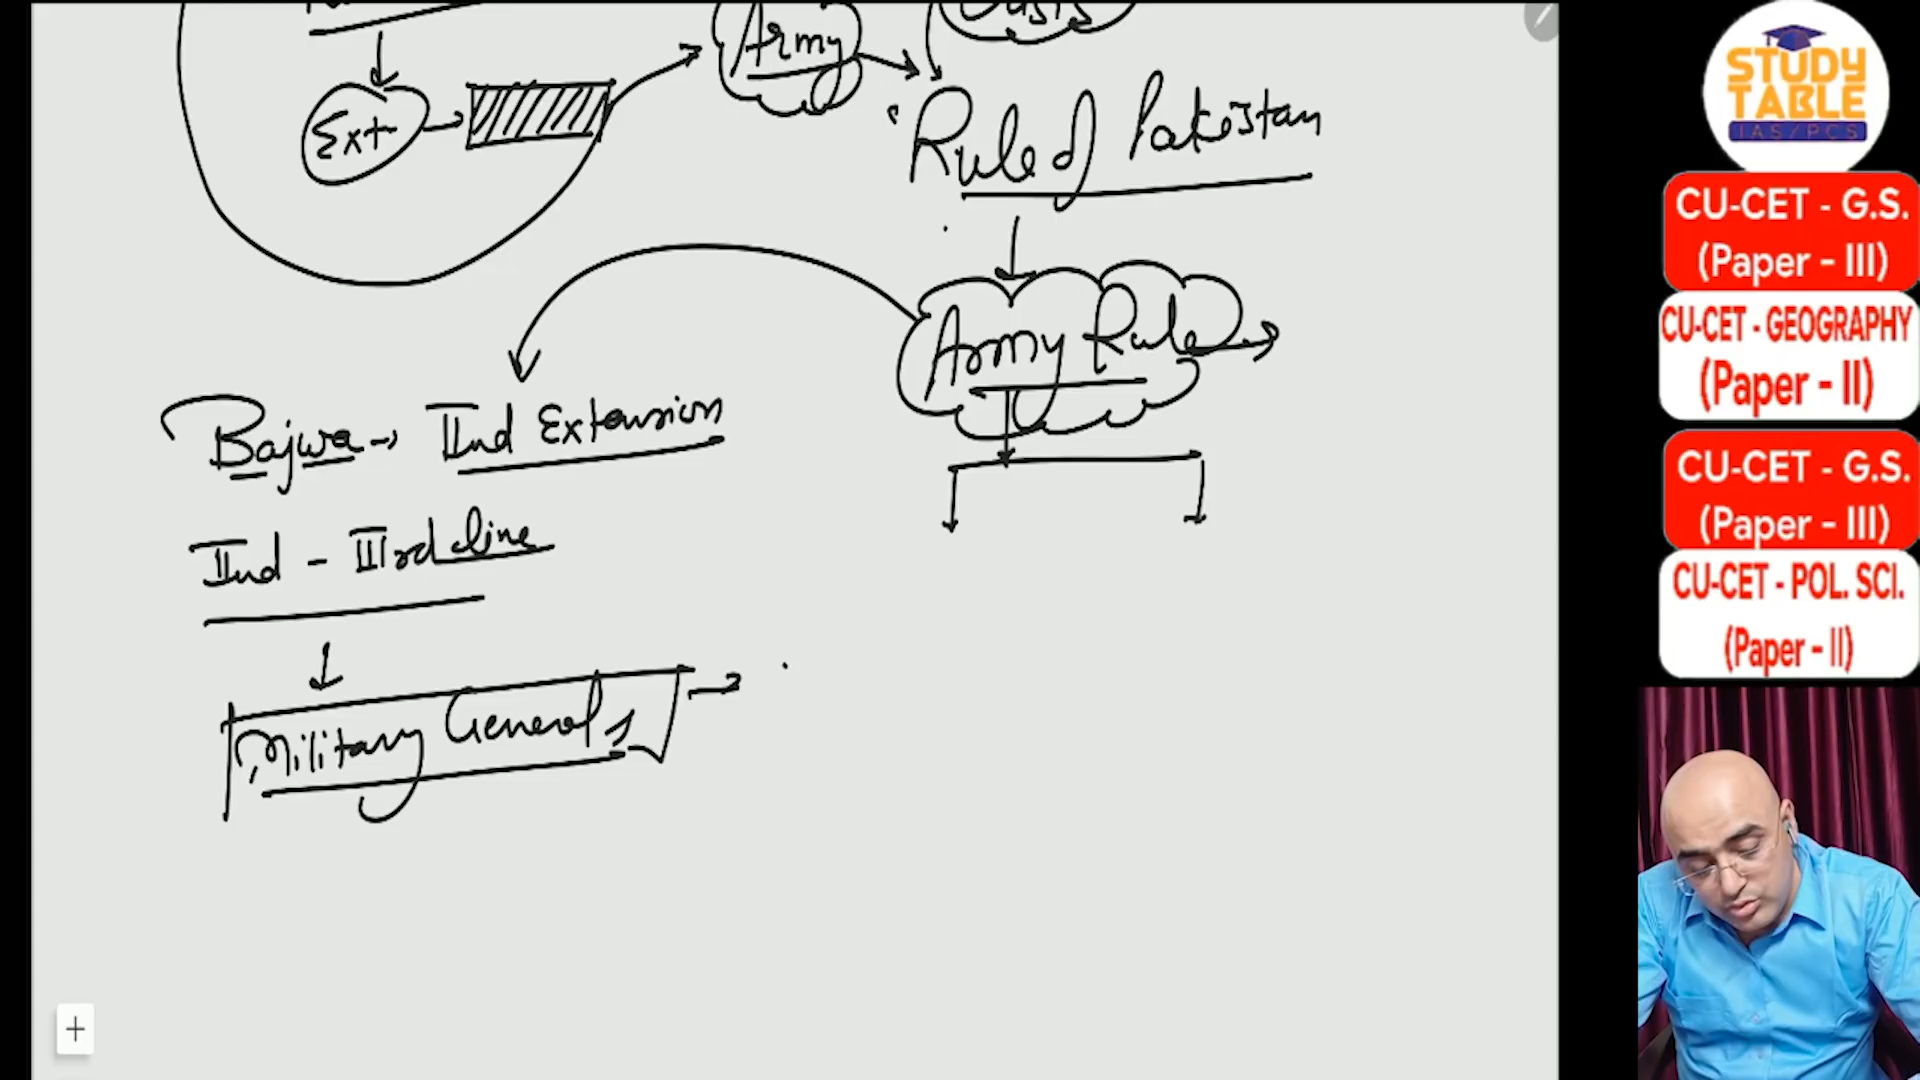 Army
Ext
Rule of Pakistan
Army Rule
Bajwa → IInd Extension
IInd - IIIrd line
Military Generals
+
STUDY
TABLE
IAS/PCS
CU-CET - G.S.
(Paper - III)
CU-CET - GEOGRAPHY
(Paper - II)
CU-CET - G.S.
(Paper - III)
CU-CET - POL. SCI.
(Paper - II)